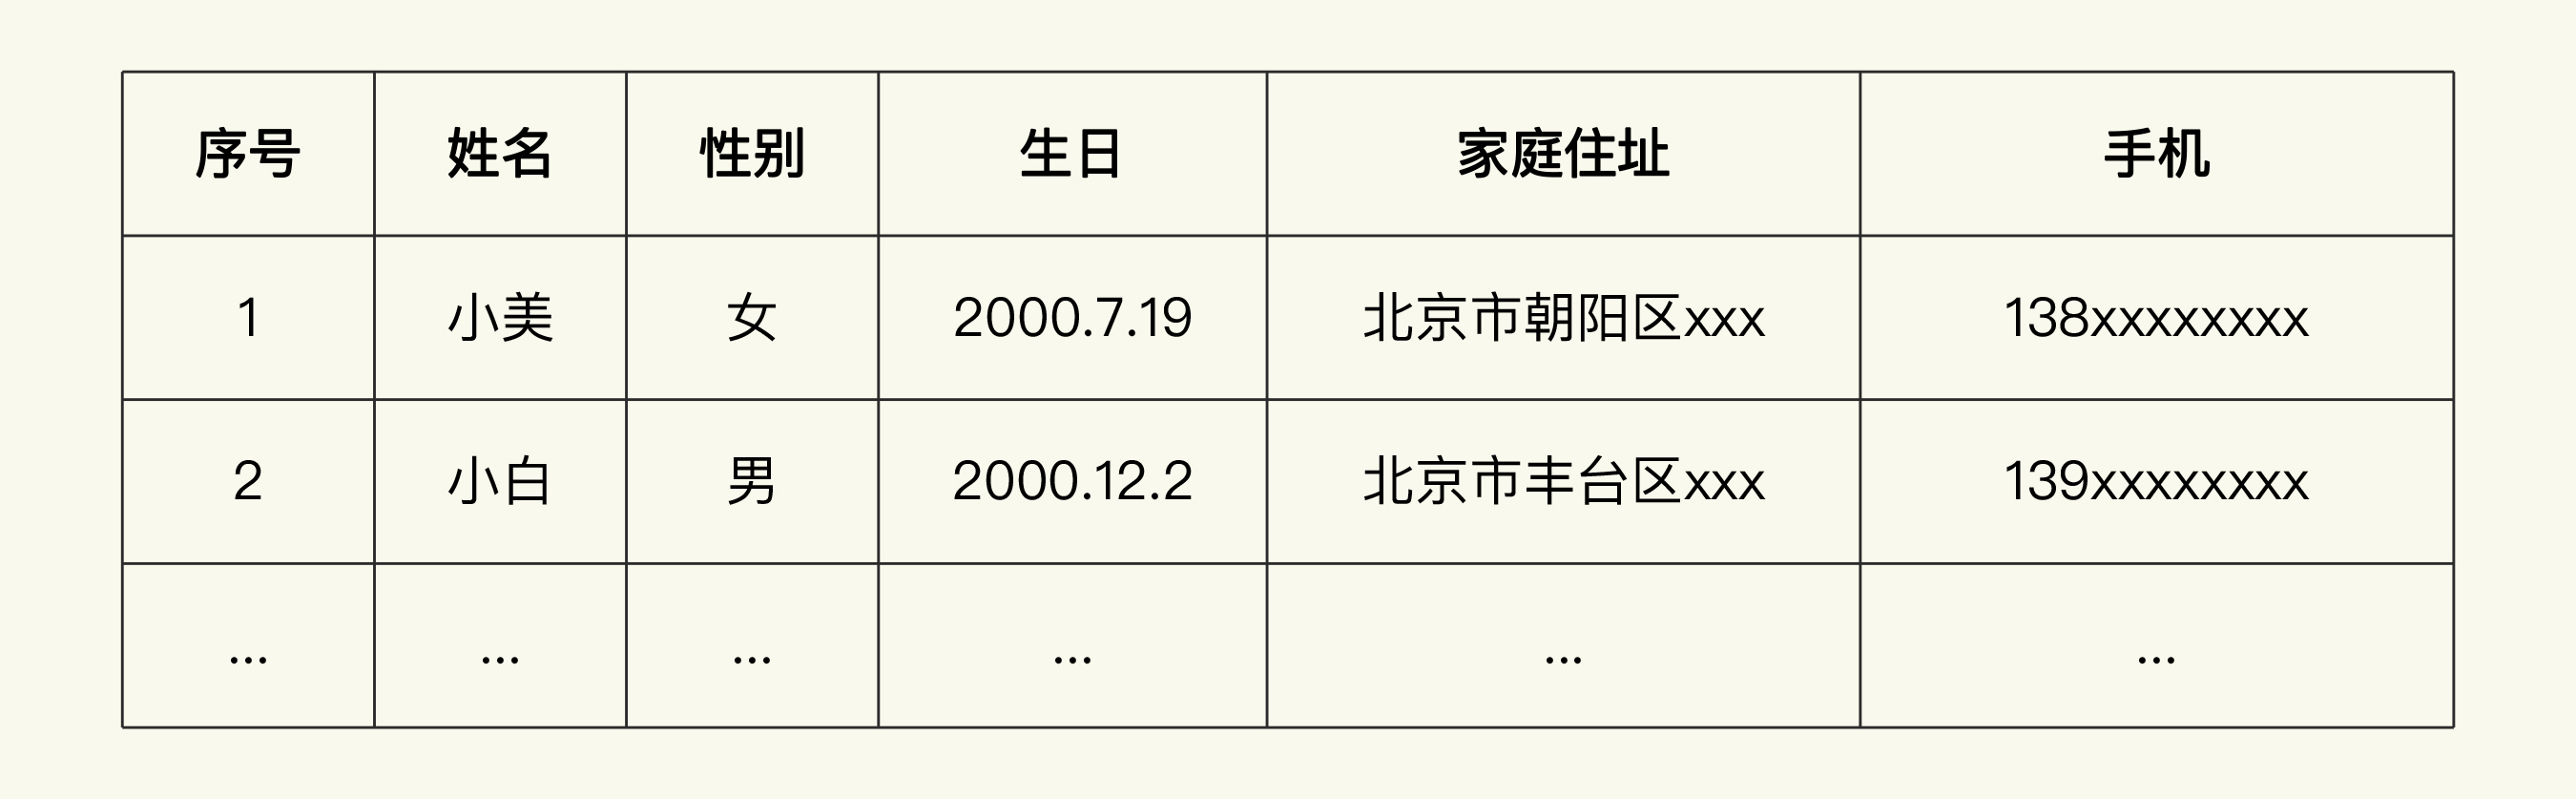 序号 姓名 性别 生日 家庭住址 手机
1 小美 女 2000.7.19 北京市朝阳区xxx 138xxxxxxxx
2 小白 男 2000.12.2 北京市丰台区xxx 139xxxxxxxx
... ... ... ... ... ...